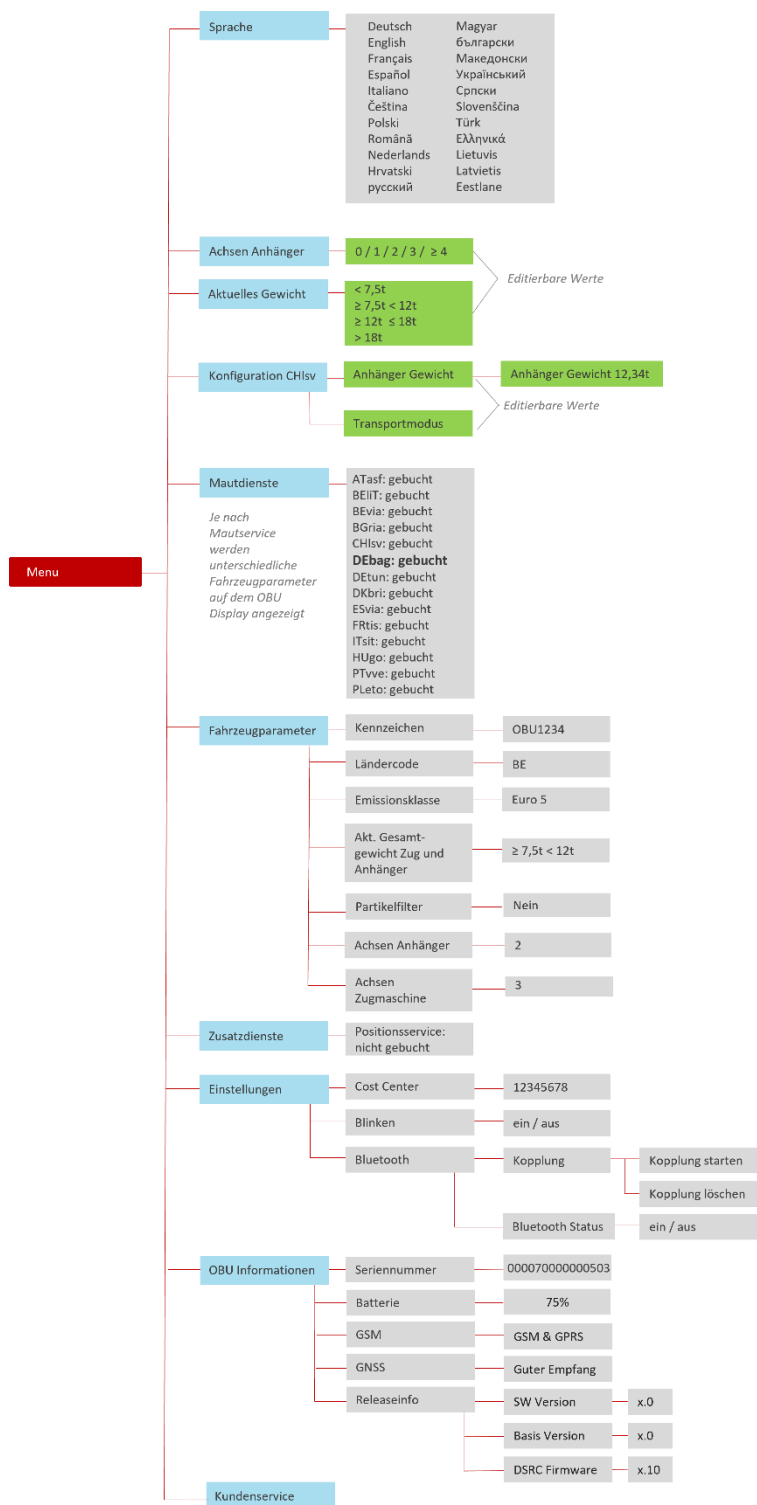 Sprache
Deutsch
English
Français
Español
Italiano
Čeština
Polski
Română
Nederlands
Hrvatski
русский
Magyar
български
Македонски
Український
Српски
Slovenščina
Türk
Ελληνικά
Lietuvis
Latvietis
Eestlane
Achsen Anhänger
0 / 1 / 2 / 3 / ≥ 4
Aktuelles Gewicht
< 7,5t
≥ 7,5t < 12t
≥ 12t ≤ 18t
> 18t
Editierbare Werte
Konfiguration CHlsv
Anhänger Gewicht
Anhänger Gewicht 12,34t
Transportmodus
Editierbare Werte
Mautdienste
Je nach
Mautservice
werden
unterschiedliche
Fahrzeugparameter
auf dem OBU
Display angezeigt
ATasf: gebucht
BEliT: gebucht
BEvia: gebucht
BGria: gebucht
CHlsv: gebucht
DEbag: gebucht
DEtun: gebucht
DKbri: gebucht
ESvia: gebucht
FRtis: gebucht
ITsit: gebucht
HUgo: gebucht
PTvve: gebucht
PLeto: gebucht
Menu
Fahrzeugparameter
Kennzeichen
OBU1234
Ländercode
BE
Emissionsklasse
Euro 5
Akt. Gesamt-
gewicht Zug und
Anhänger
≥ 7,5t < 12t
Partikelfilter
Nein
Achsen Anhänger
2
Achsen
Zugmaschine
3
Zusatzdienste
Positionsservice:
nicht gebucht
Einstellungen
Cost Center
12345678
Blinken
ein / aus
Bluetooth
Kopplung
Kopplung starten
Kopplung löschen
Bluetooth Status
ein / aus
OBU Informationen
Seriennummer
000070000000503
Batterie
75%
GSM
GSM & GPRS
GNSS
Guter Empfang
Releaseinfo
SW Version
x.0
Basis Version
x.0
DSRC Firmware
x.10
Kundenservice